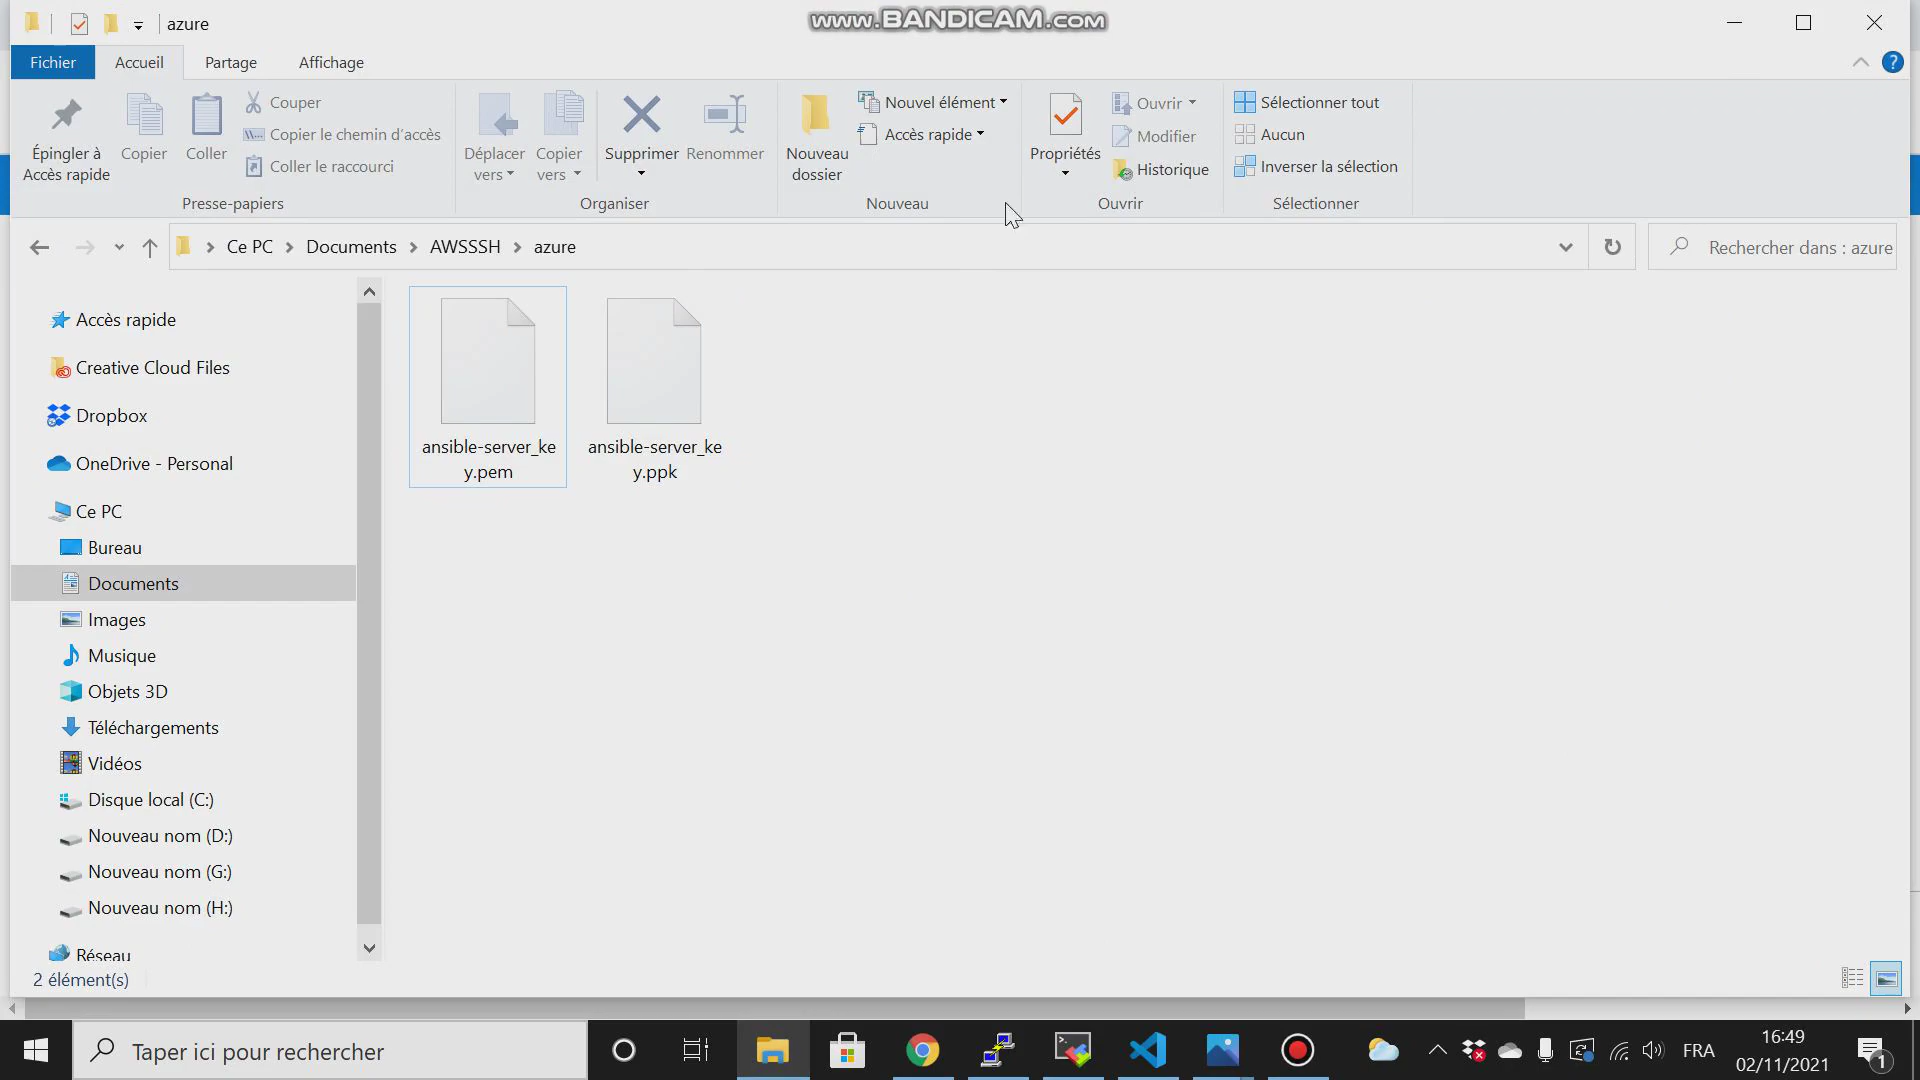 azure
www.BANDICAM.com
Fichier
Accueil
Partage
Affichage
?
Épingler à
Accès rapide
Copier
Coller
Couper
Copier le chemin d'accès
Coller le raccourci
Presse-papiers
Déplacer
vers
Copier
vers
Supprimer
Renommer
Organiser
Nouveau
dossier
Nouvel élément
Accès rapide
Nouveau
Propriétés
Ouvrir
Modifier
Historique
Ouvrir
Sélectionner tout
Aucun
Inverser la sélection
Sélectionner
Ce PC
Documents
AWSSSH
azure
Rechercher dans : azure
Accès rapide
Creative Cloud Files
Dropbox
OneDrive - Personal
Ce PC
Bureau
Documents
Images
Musique
Objets 3D
Téléchargements
Vidéos
Disque local (C:)
Nouveau nom (D:)
Nouveau nom (G:)
Nouveau nom (H:)
Réseau
ansible-server_ke
y.pem
ansible-server_ke
y.ppk
2 élément(s)
Taper ici pour rechercher
FRA
16:49
02/11/2021
1